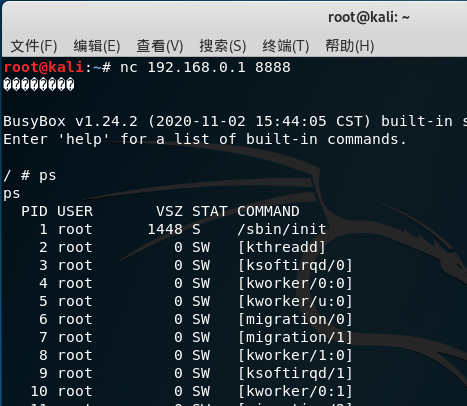 root@kali: ~
文件(F) 编辑(E) 查看(V) 搜索(S) 终端(T) 帮助(H)
root@kali:~# nc 192.168.0.1 8888
���������
BusyBox v1.24.2 (2020-11-02 15:44:05 CST) built-in s
Enter 'help' for a list of built-in commands.
/ # ps
ps
PID USER VSZ STAT COMMAND
1 root 1448 S /sbin/init
2 root 0 SW [kthreadd]
3 root 0 SW [ksoftirqd/0]
4 root 0 SW [kworker/0:0]
5 root 0 SW [kworker/u:0]
6 root 0 SW [migration/0]
7 root 0 SW [migration/1]
8 root 0 SW [kworker/1:0]
9 root 0 SW [ksoftirqd/1]
10 root 0 SW [kworker/0:1]